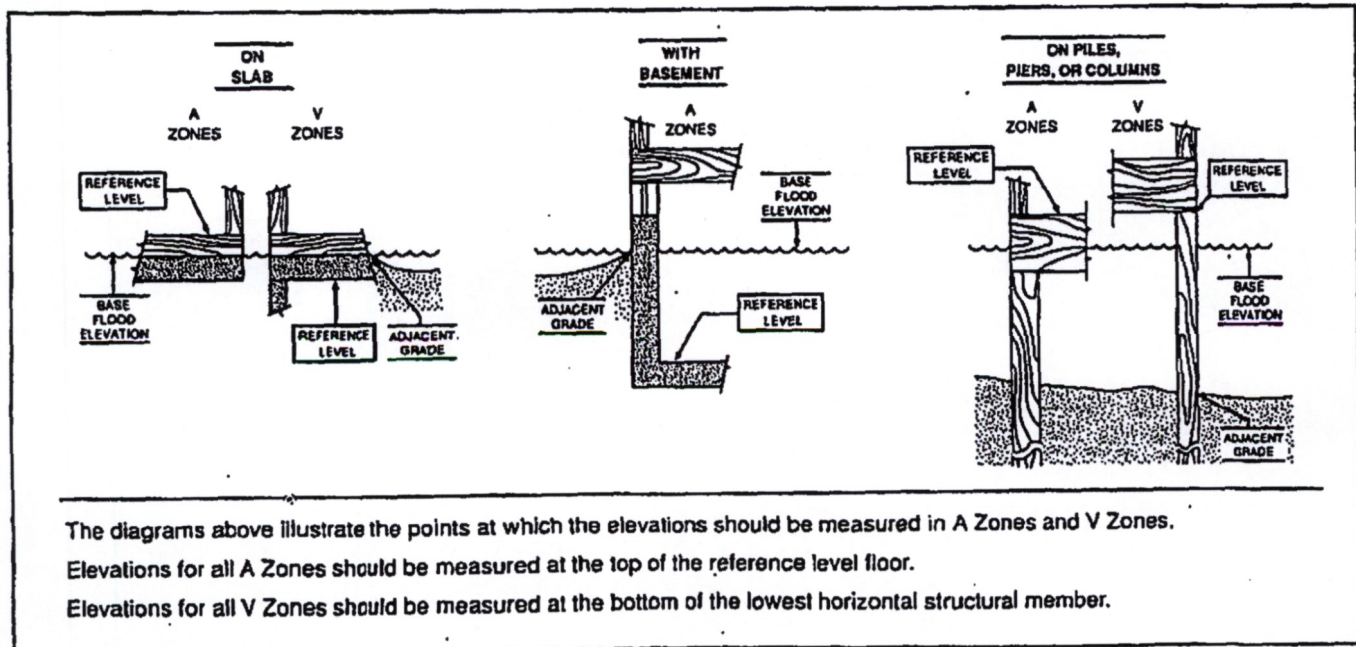 ON
SLAB
A
ZONES
V
ZONES
REFERENCE
LEVEL
BASE
FLOOD
ELEVATION
REFERENCE
LEVEL
ADJACENT
GRADE
WITH
BASEMENT
A
ZONES
BASE
FLOOD
ELEVATION
ADJACENT
GRADE
REFERENCE
LEVEL
ON PILES,
PIERS, OR COLUMNS
A
ZONES
V
ZONES
REFERENCE
LEVEL
REFERENCE
LEVEL
BASE
FLOOD
ELEVATION
ADJACENT
GRADE
The diagrams above illustrate the points at which the elevations should be measured in A Zones and V Zones.
Elevations for all A Zones should be measured at the top of the reference level floor.
Elevations for all V Zones should be measured at the bottom of the lowest horizontal structural member.